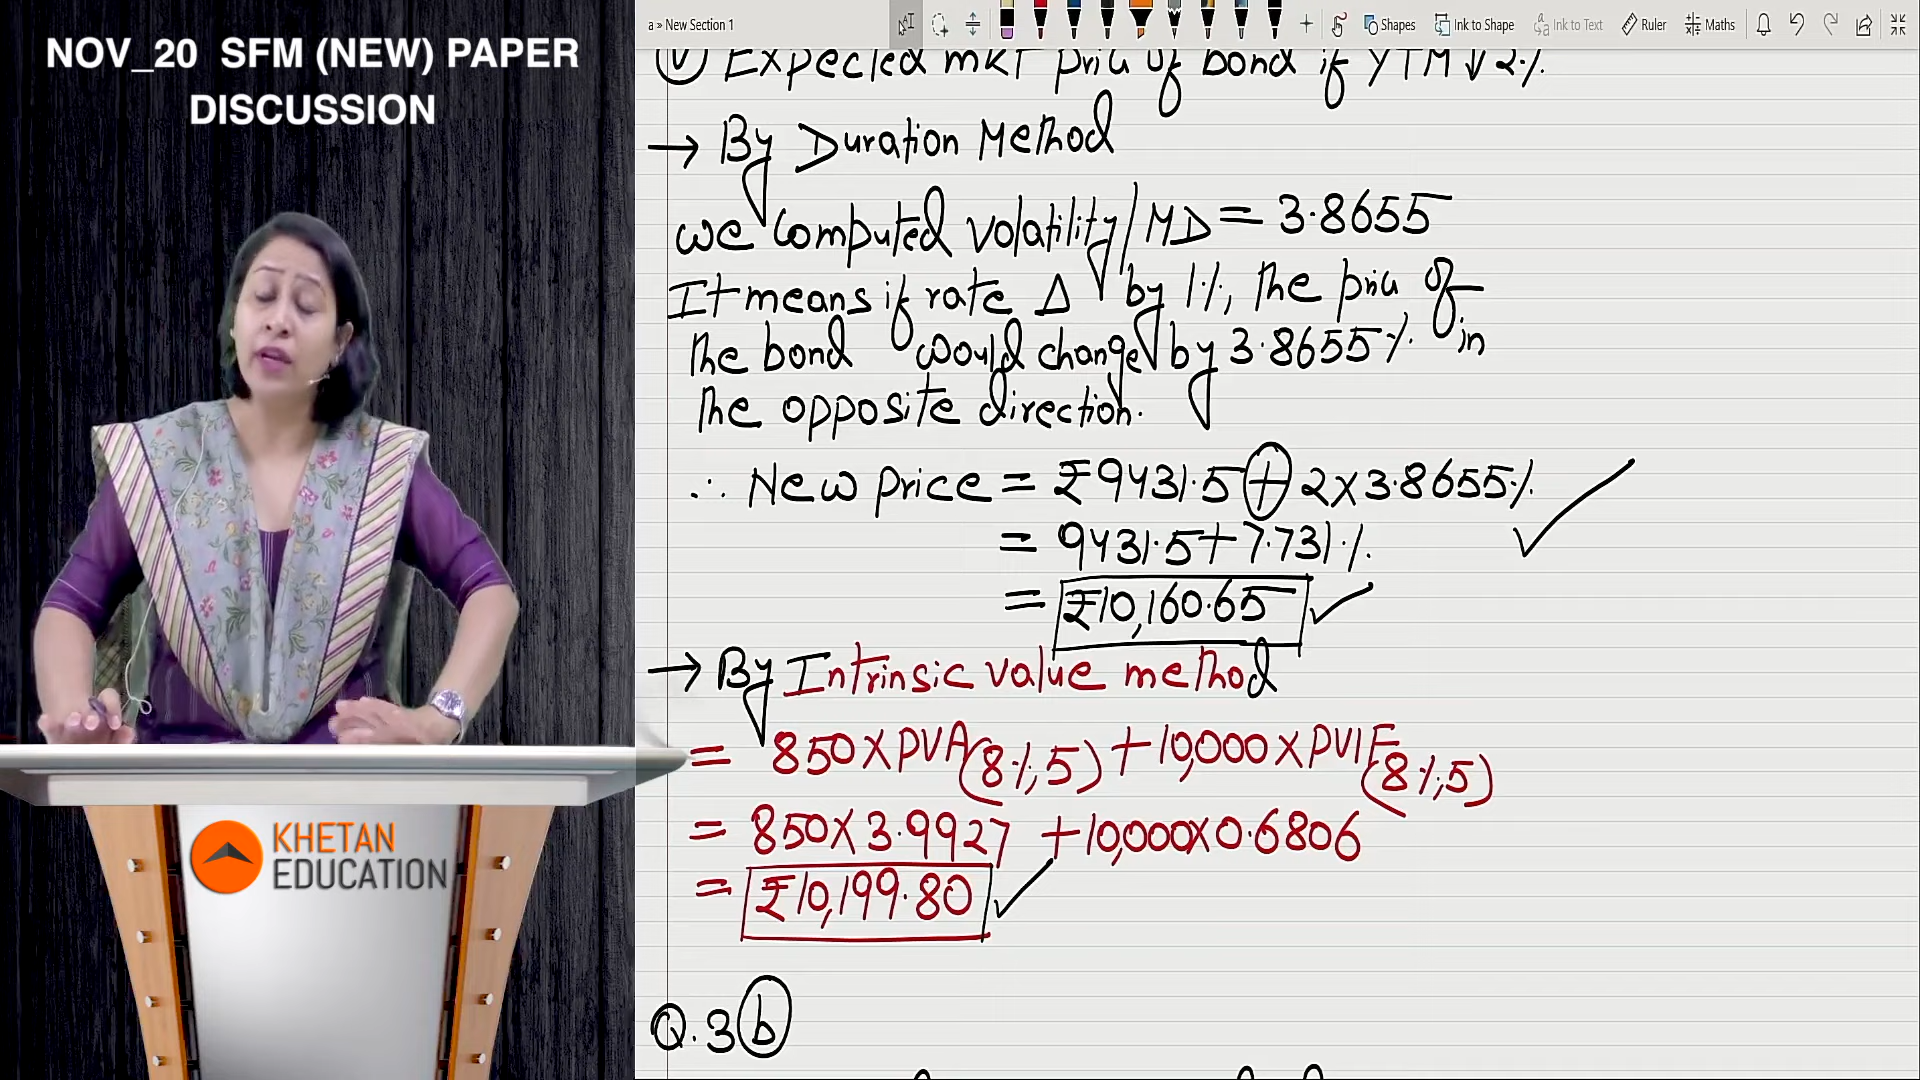 NOV_20 SFM (NEW) PAPER
DISCUSSION
KHETAN
EDUCATION
a » New Section 1
Shapes
Ink to Shape
Ink to Text
Ruler
Maths
(V) Expected mkt price of bond if YTM ↓ 2%
→ By Duration Method
We computed volatility/MD = 3.8655
It means if rate Δ by 1%, the price of
the bond would change by 3.8655% in
the opposite direction.
∴ New price = ₹9431.5 + 2 x 3.8655%
= 9431.5 + 7.731%
= ₹10,160.65
→ By Intrinsic value method
= 850 x PVA(8%,5) + 10,000 x PVIF(8%,5)
= 850 x 3.9927 + 10,000 x 0.6806
= ₹10,199.80
Q.3 (b)